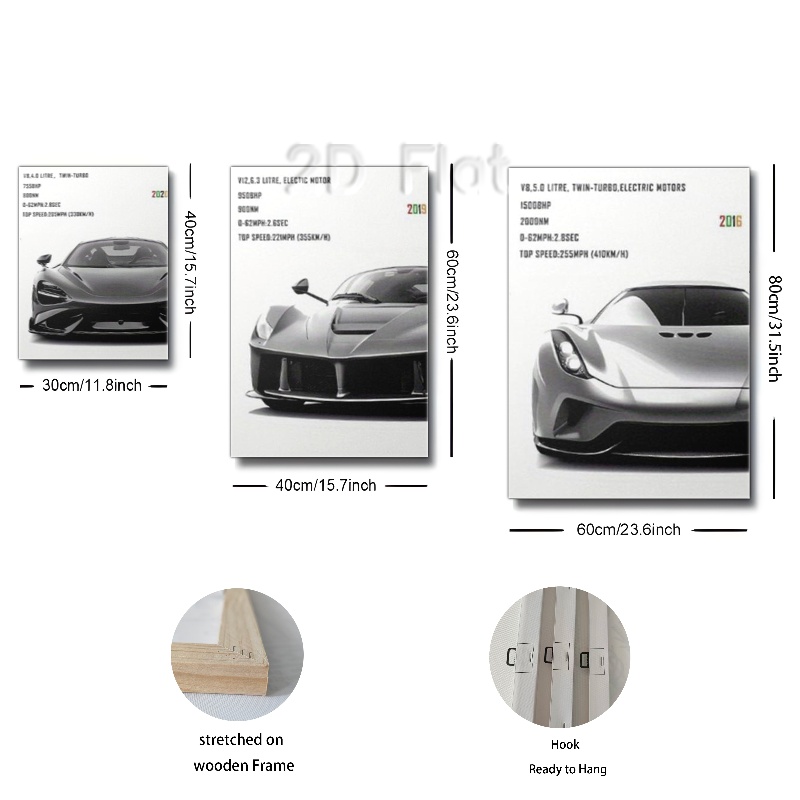 2D Flat
V8,4.0 LITRE, TWIN-TURBO
755BHP
800NM
0-62MPH:2.8SEC
TOP SPEED:205MPH (330KM/H)
2020
40cm/15.7inch
30cm/11.8inch
V12,6.3 LITRE, ELECTIC MOTOR
950BHP
900NM
0-62MPH:2.6SEC
TOP SPEED:221MPH (355KM/H)
2019
60cm/23.6inch
40cm/15.7inch
V8,5.0 LITRE, TWIN-TURBO,ELECTRIC MOTORS
1500BHP
2000NM
0-62MPH:2.8SEC
TOP SPEED:255MPH (410KM/H)
2016
80cm/31.5inch
60cm/23.6inch
stretched on
wooden Frame
Hook
Ready to Hang